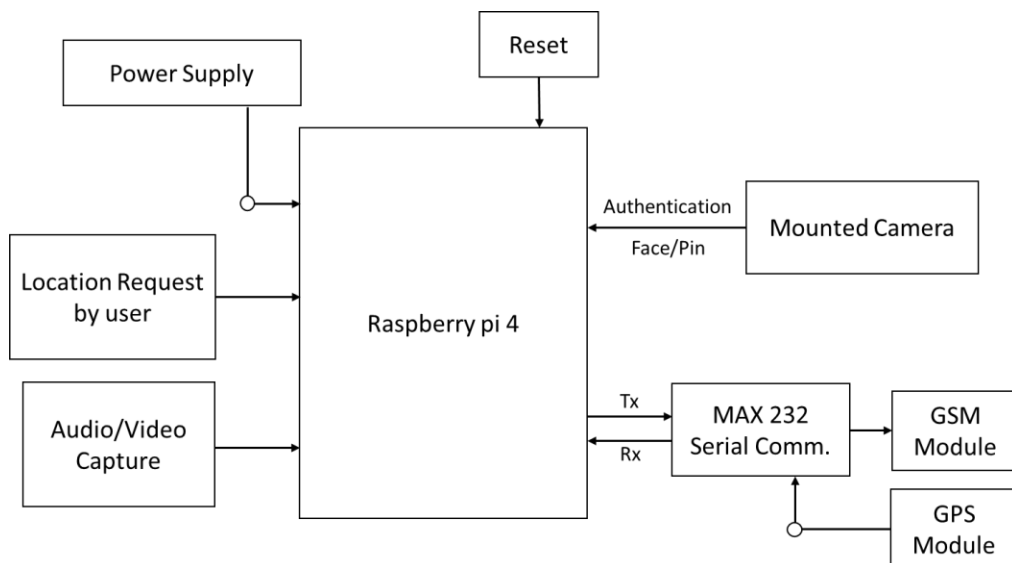 Reset
Power Supply
Authentication
Face/Pin
Mounted Camera
Location Request
by user
Raspberry pi 4
Audio/Video
Capture
Tx
Rx
MAX 232
Serial Comm.
GSM
Module
GPS
Module